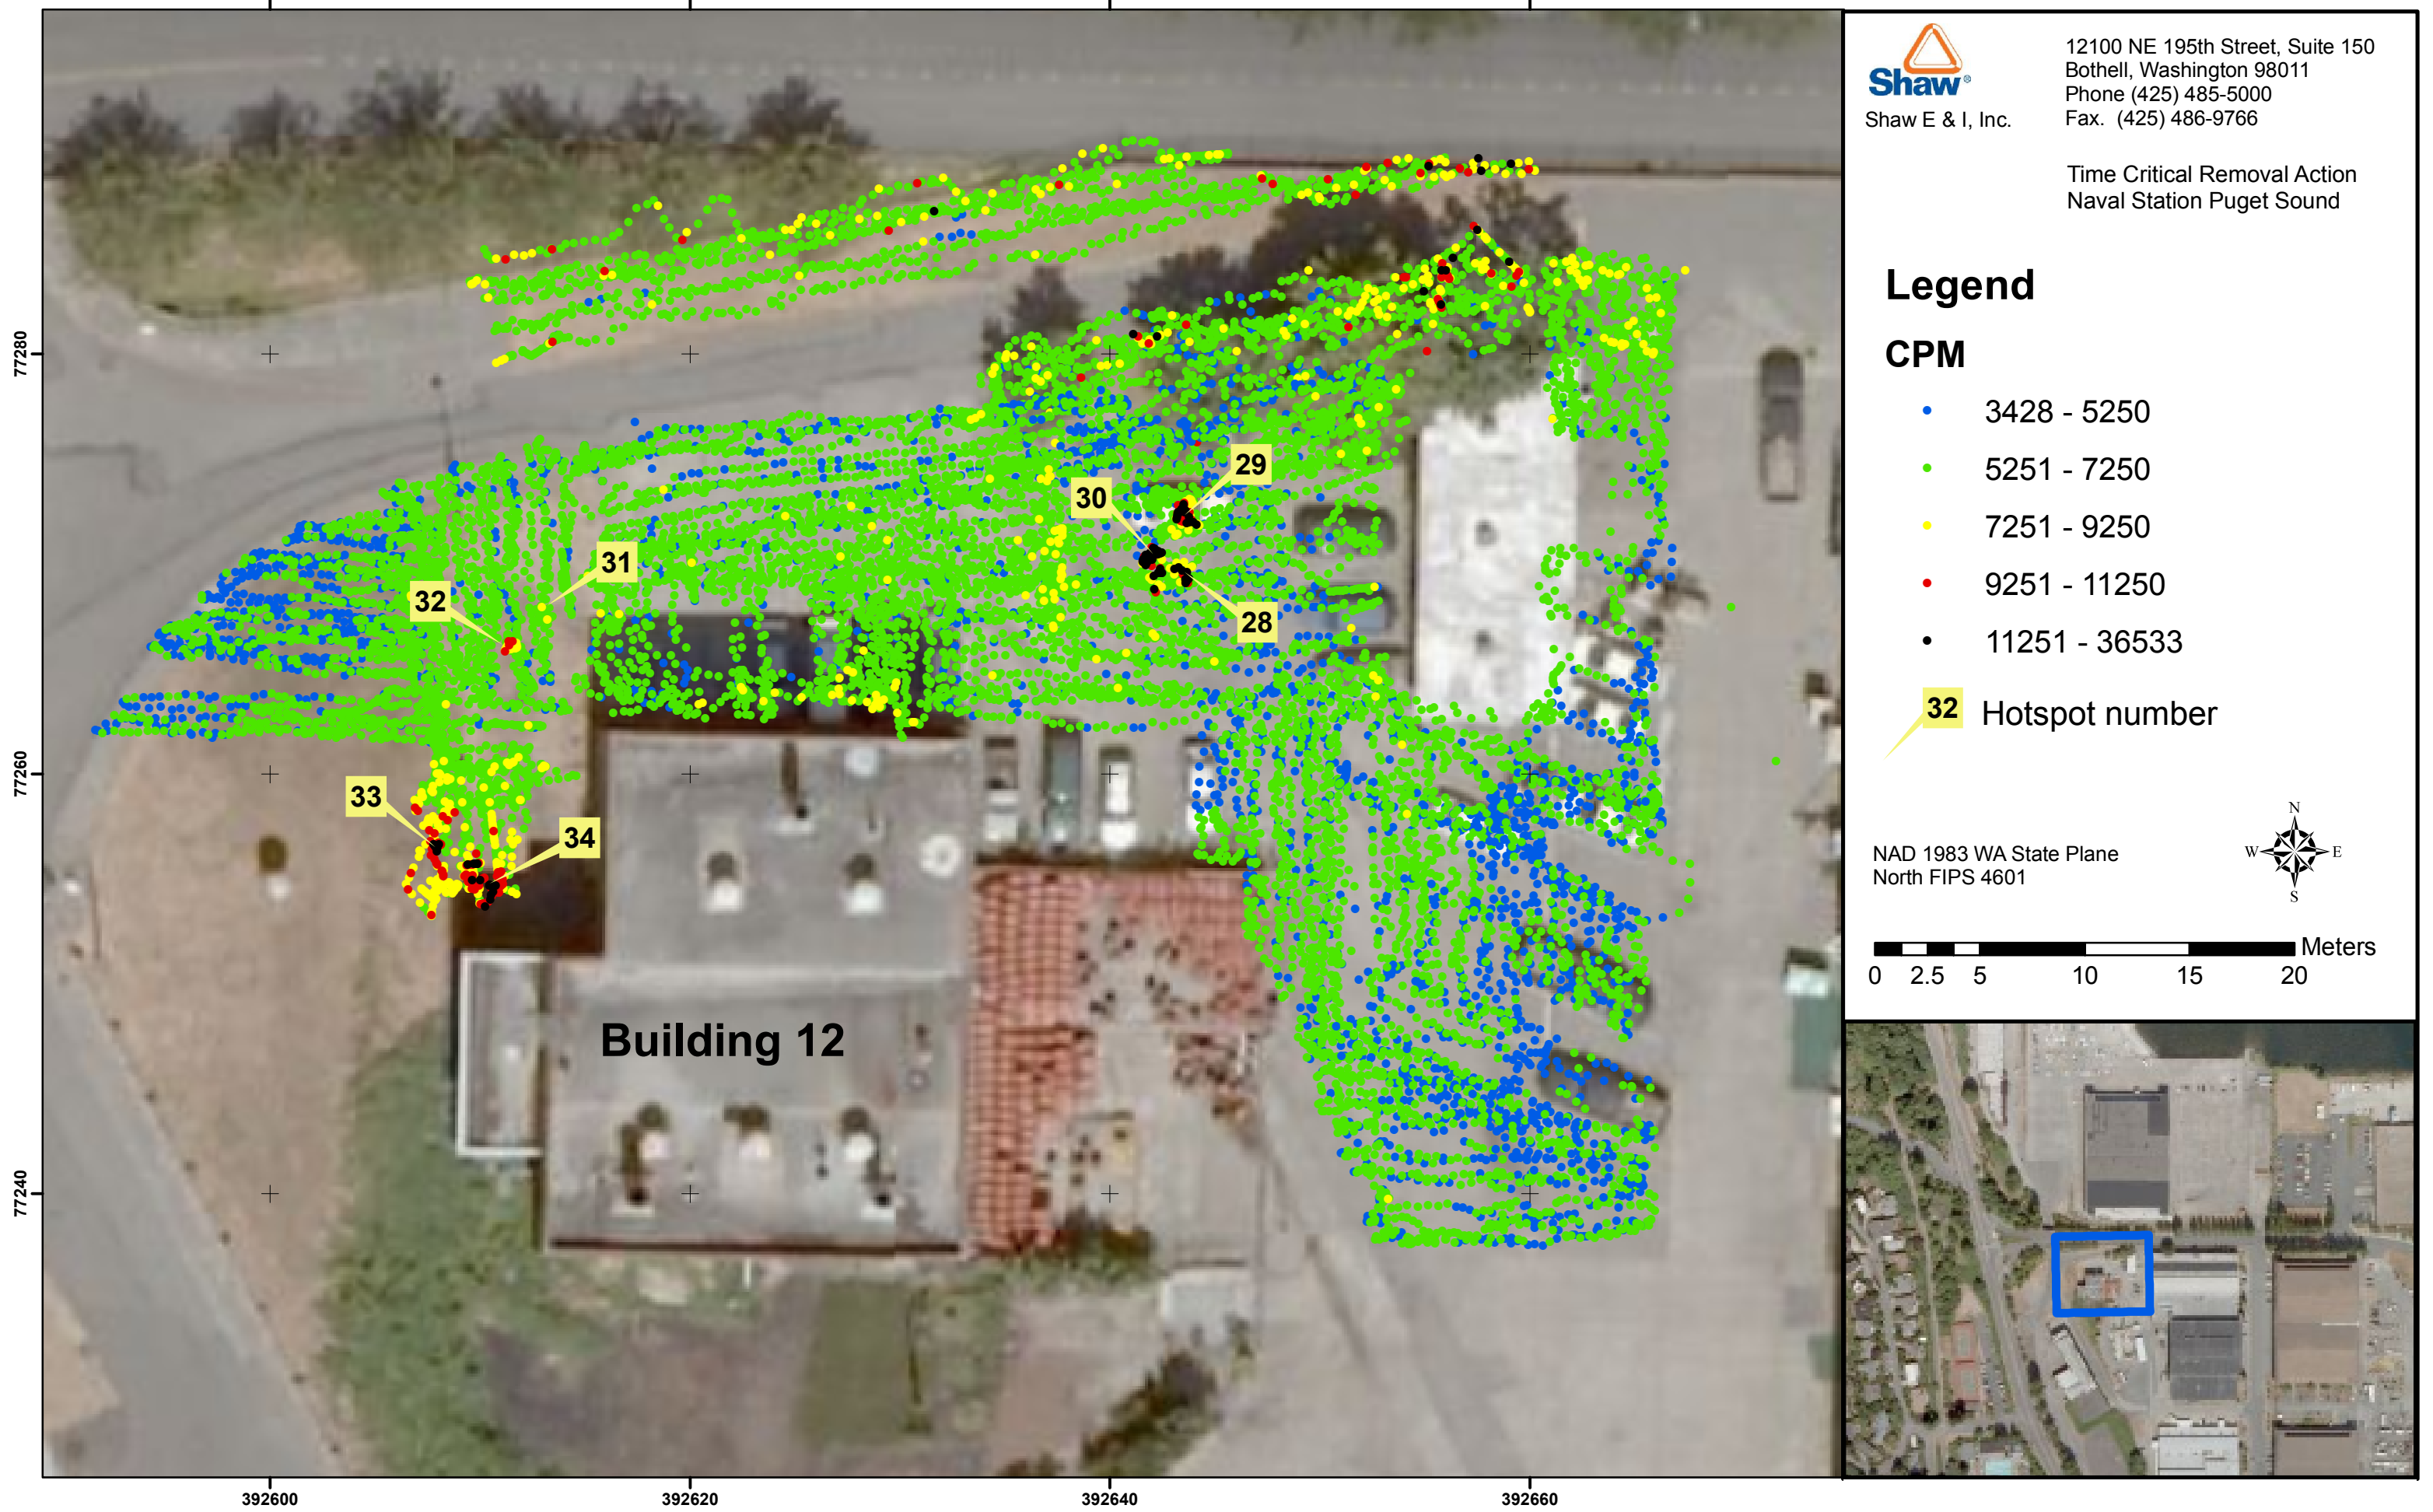 29
30
31
32
28
33
34
Building 12
77280
77260
77240
392600
392620
392640
392660
Shaw®
Shaw E & I, Inc.
12100 NE 195th Street, Suite 150
Bothell, Washington 98011
Phone (425) 485-5000
Fax. (425) 486-9766
Time Critical Removal Action
Naval Station Puget Sound
Legend
CPM
3428 - 5250
5251 - 7250
7251 - 9250
9251 - 11250
11251 - 36533
32 Hotspot number
NAD 1983 WA State Plane
North FIPS 4601
N
W E
S
Meters
0 2.5 5 10 15 20